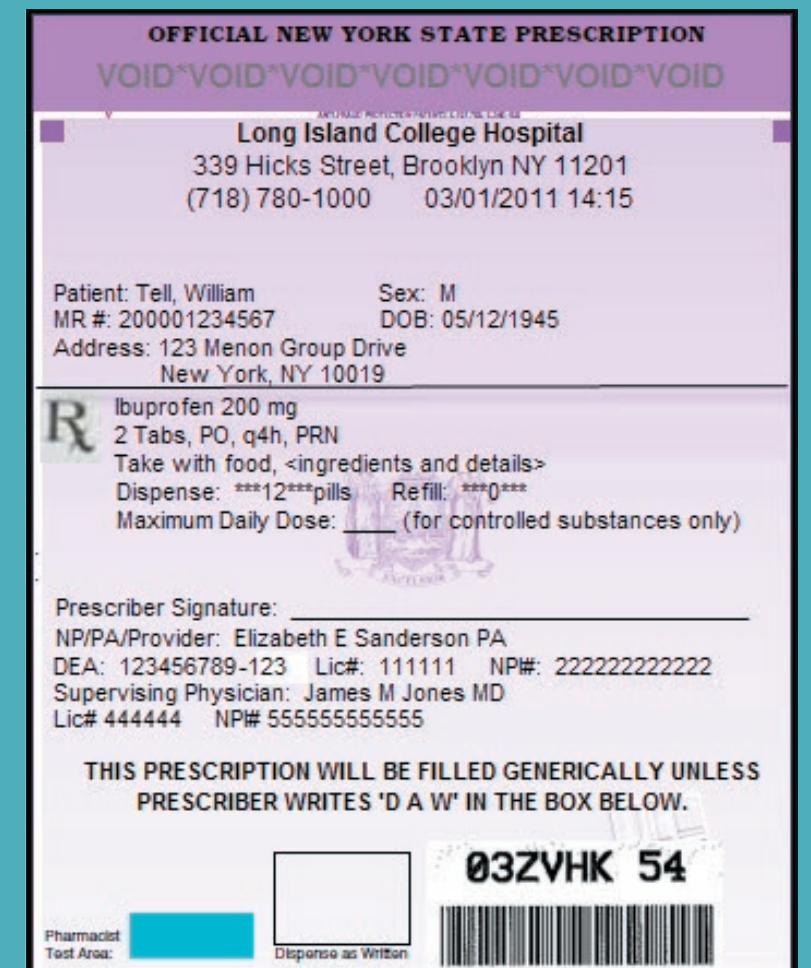 OFFICIAL NEW YORK STATE PRESCRIPTION
VOID*VOID*VOID*VOID*VOID*VOID*VOID
Long Island College Hospital
339 Hicks Street, Brooklyn NY 11201
(718) 780-1000 03/01/2011 14:15
Patient: Tell, William Sex: M
MR #: 200001234567 DOB: 05/12/1945
Address: 123 Menon Group Drive
New York, NY 10019
Rx Ibuprofen 200 mg
2 Tabs, PO, q4h, PRN
Take with food, <ingredients and details>
Dispense: ***12***pills Refill: ***0***
Maximum Daily Dose: ____ (for controlled substances only)
EXCELSIOR
Prescriber Signature: ____________________
NP/PA/Provider: Elizabeth E Sanderson PA
DEA: 123456789-123 Lic#: 111111 NPI#: 222222222222
Supervising Physician: James M Jones MD
Lic# 444444 NPI# 555555555555
THIS PRESCRIPTION WILL BE FILLED GENERICALLY UNLESS
PRESCRIBER WRITES 'D A W' IN THE BOX BELOW.
03ZVHK 54
Pharmacist
Test Area:
Dispense as Written